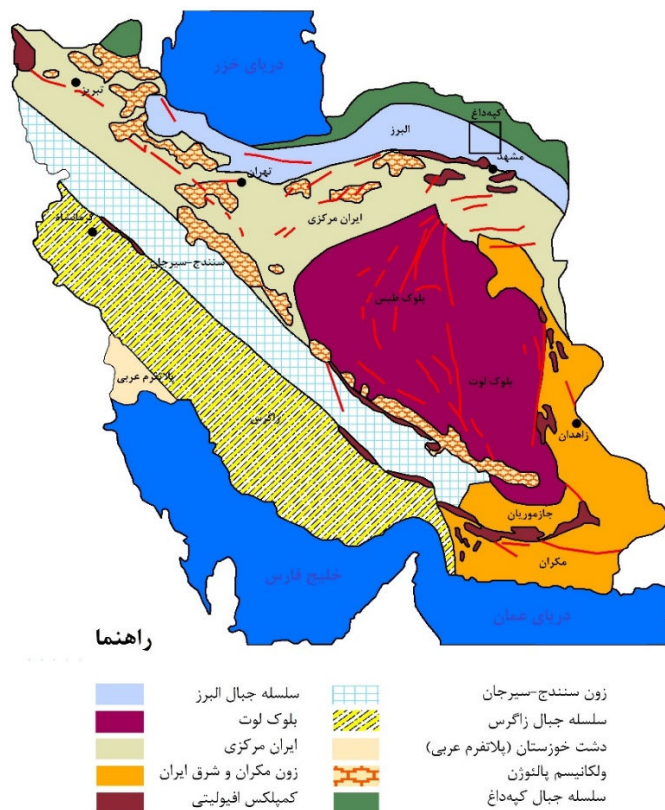 دریای خزر
تبریز
کپه‌داغ
البرز
مشهد
تهران
ایران مرکزی
کرمانشاه
سنندج-سیرجان
بلوک طبس
پلاتفرم عربی
بلوک لوت
زاگرس
زاهدان
جازموریان
مکران
خلیج فارس
دریای عمان
راهنما
زون سنندج-سیرجان
سلسله جبال البرز
سلسله جبال زاگرس
بلوک لوت
دشت خوزستان (پلاتفرم عربی)
ایران مرکزی
ولکانیسم پالئوژن
زون مکران و شرق ایران
سلسله جبال کپه‌داغ
کمپلکس افیولیتی